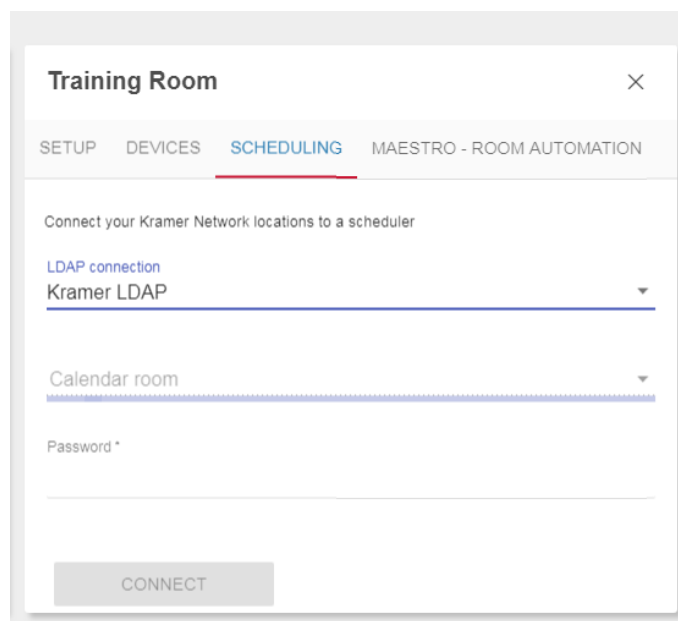 Training Room
SETUP DEVICES SCHEDULING MAESTRO - ROOM AUTOMATION
Connect your Kramer Network locations to a scheduler
LDAP connection
Kramer LDAP
Calendar room
Password *
CONNECT